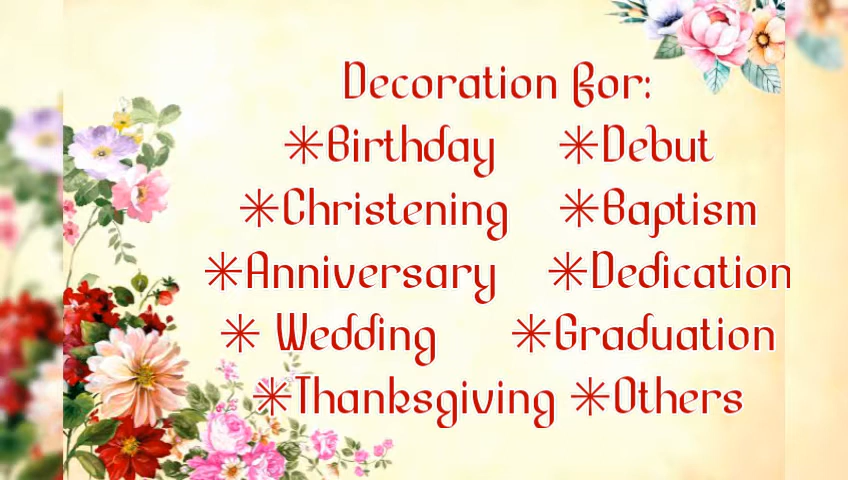 Decoration For:
✳Birthday ✳Debut
✳Christening ✳Baptism
✳Anniversary ✳Dedication
✳ Wedding ✳Graduation
✳Thanksgiving ✳Others